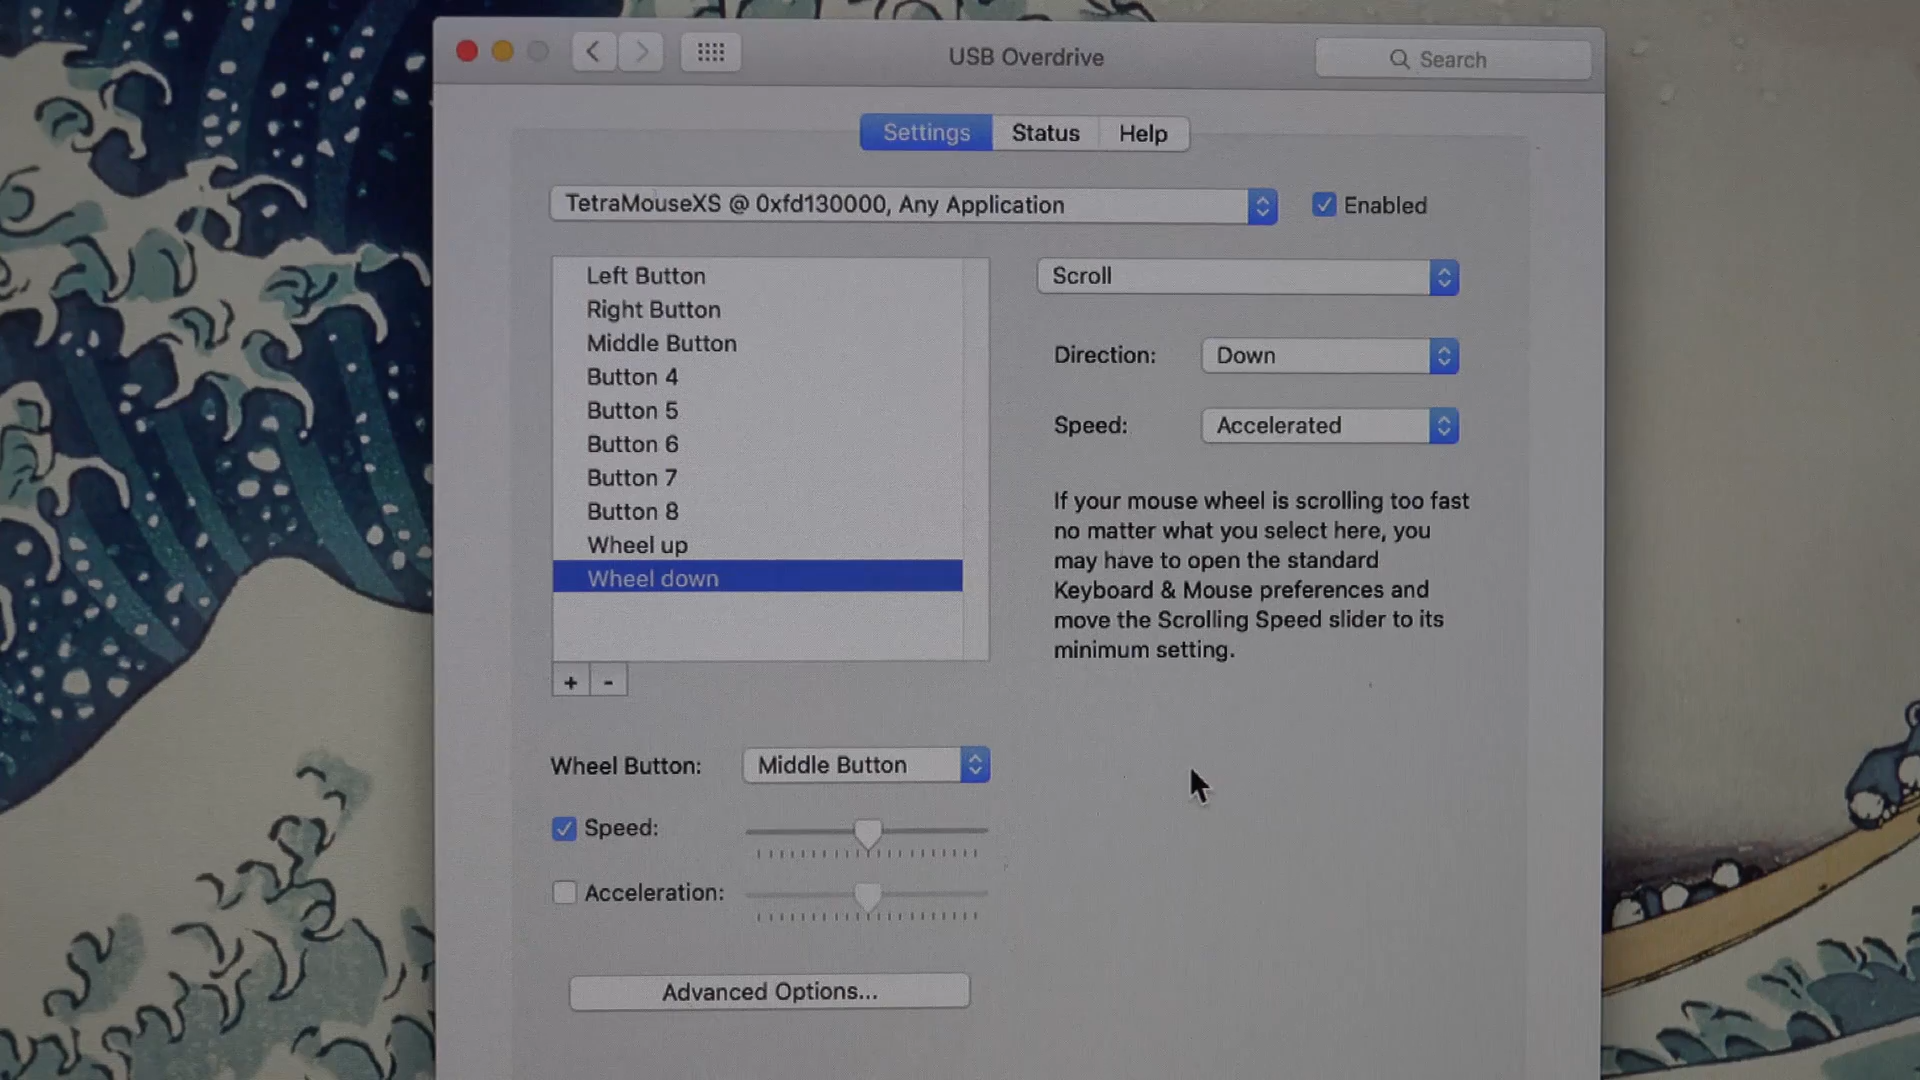 USB Overdrive
Search
Settings
Status
Help
TetraMouseXS @ 0xfd130000, Any Application
Enabled
Left Button
Right Button
Middle Button
Button 4
Button 5
Button 6
Button 7
Button 8
Wheel up
Wheel down
+
-
Scroll
Direction:
Down
Speed:
Accelerated
If your mouse wheel is scrolling too fast
no matter what you select here, you
may have to open the standard
Keyboard & Mouse preferences and
move the Scrolling Speed slider to its
minimum setting.
Wheel Button:
Middle Button
Speed:
Acceleration:
Advanced Options...